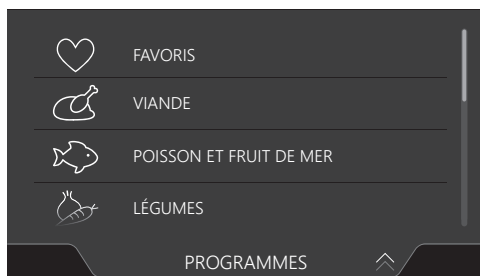 FAVORIS
VIANDE
POISSON ET FRUIT DE MER
LÉGUMES
PROGRAMMES